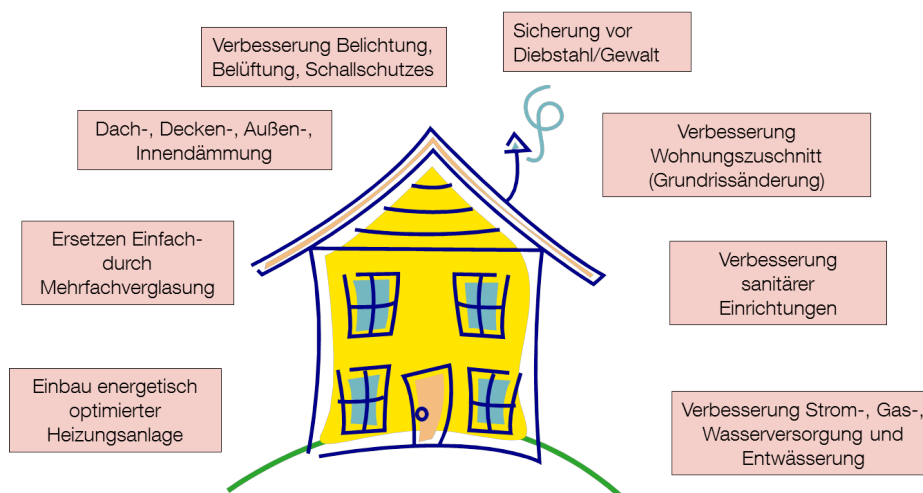 Verbesserung Belichtung,
Belüftung, Schallschutzes
Sicherung vor
Diebstahl/Gewalt
Dach-, Decken-, Außen-,
Innendämmung
Verbesserung
Wohnungszuschnitt
(Grundrissänderung)
Ersetzen Einfach-
durch
Mehrfachverglasung
Verbesserung
sanitärer
Einrichtungen
Einbau energetisch
optimierter
Heizungsanlage
Verbesserung Strom-, Gas-,
Wasserversorgung und
Entwässerung